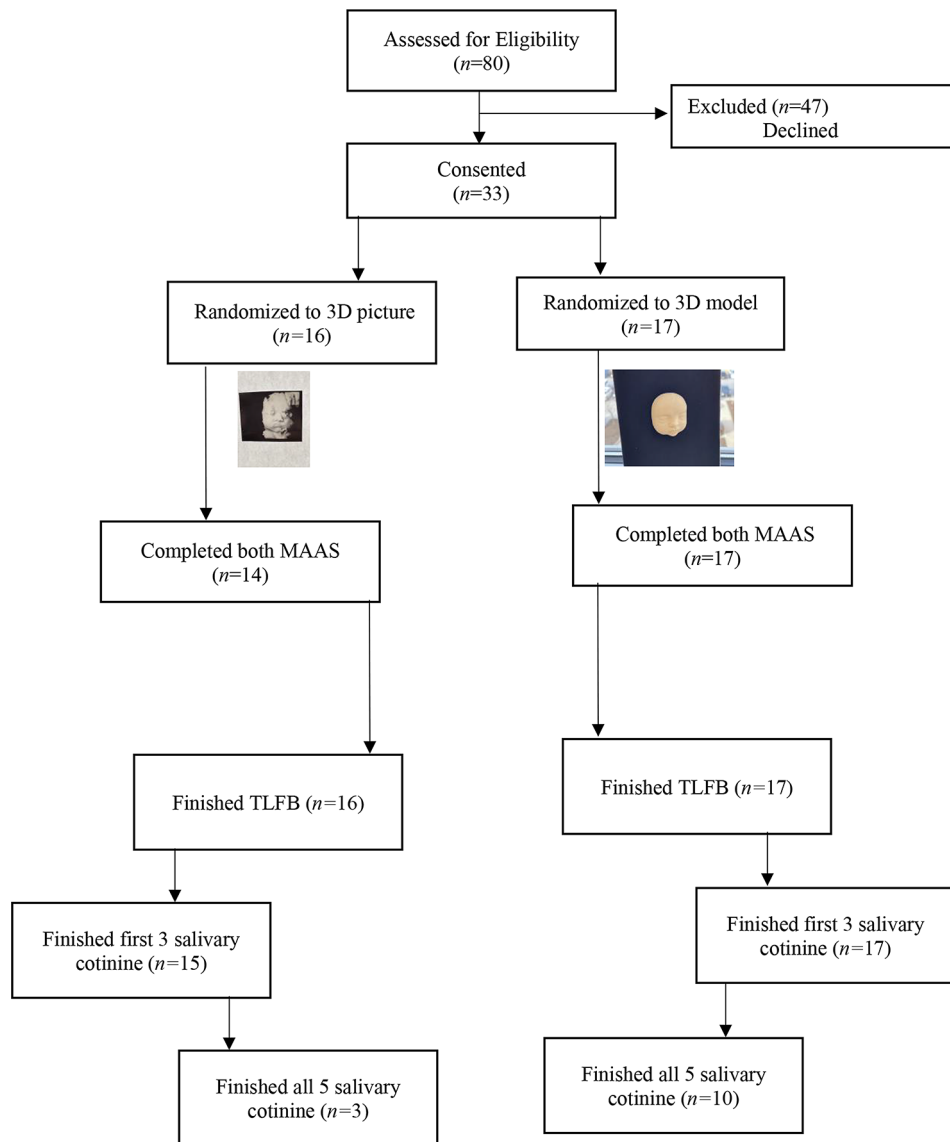 Assessed for Eligibility
(n=80)
Excluded (n=47)
Declined
Consented
(n=33)
Randomized to 3D picture
(n=16)
Randomized to 3D model
(n=17)
Completed both MAAS
(n=14)
Completed both MAAS
(n=17)
Finished TLFB (n=16)
Finished TLFB (n=17)
Finished first 3 salivary
cotinine (n=15)
Finished first 3 salivary
cotinine (n=17)
Finished all 5 salivary
cotinine (n=3)
Finished all 5 salivary
cotinine (n=10)